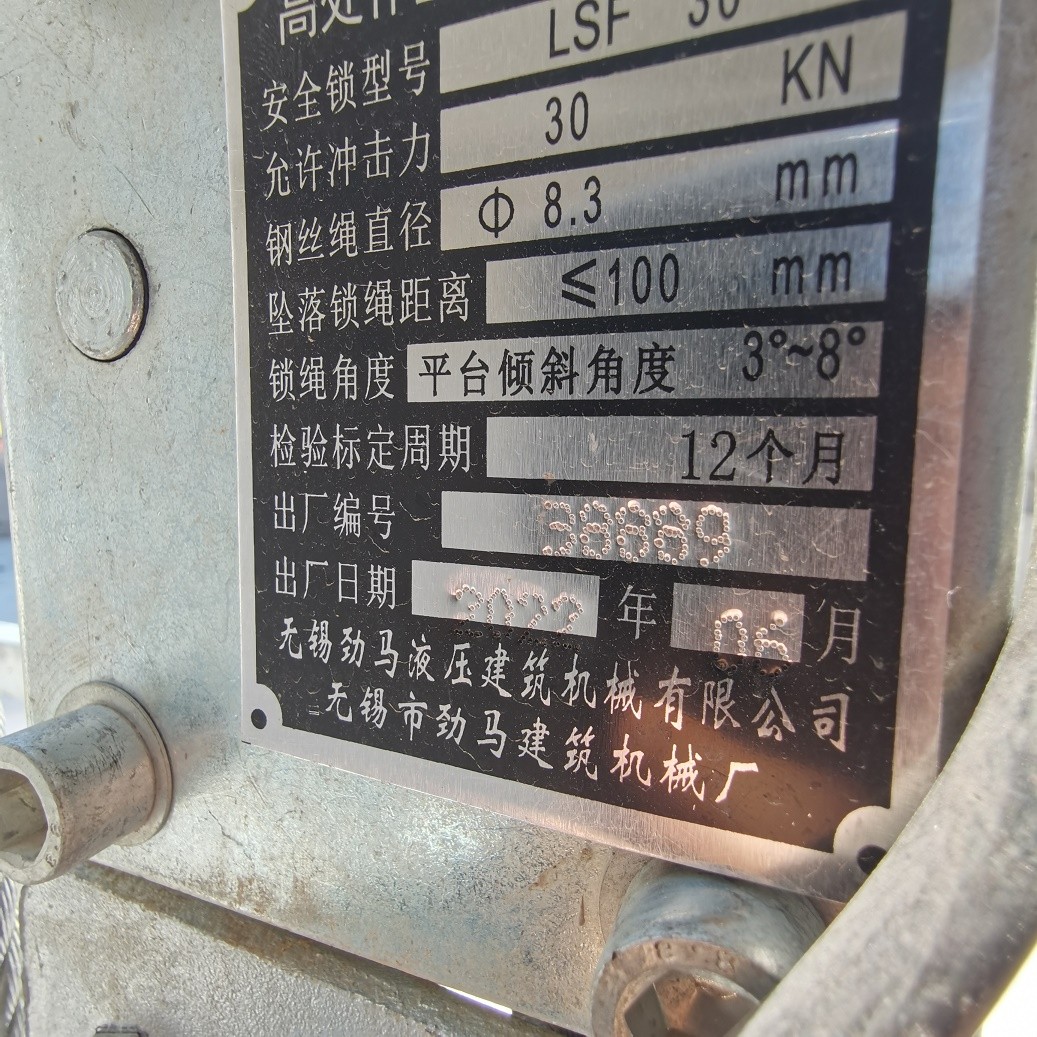 高处作
安全锁型号 LSF 30
允许冲击力 30 KN
钢丝绳直径 Φ 8.3 mm
坠落锁绳距离 ≤100 mm
锁绳角度 平台倾斜角度 3°~8°
检验标定周期 12个月
出厂编号 38889
出厂日期 2022 年 06 月
无锡劲马液压建筑机械有限公司
无锡市劲马建筑机械厂